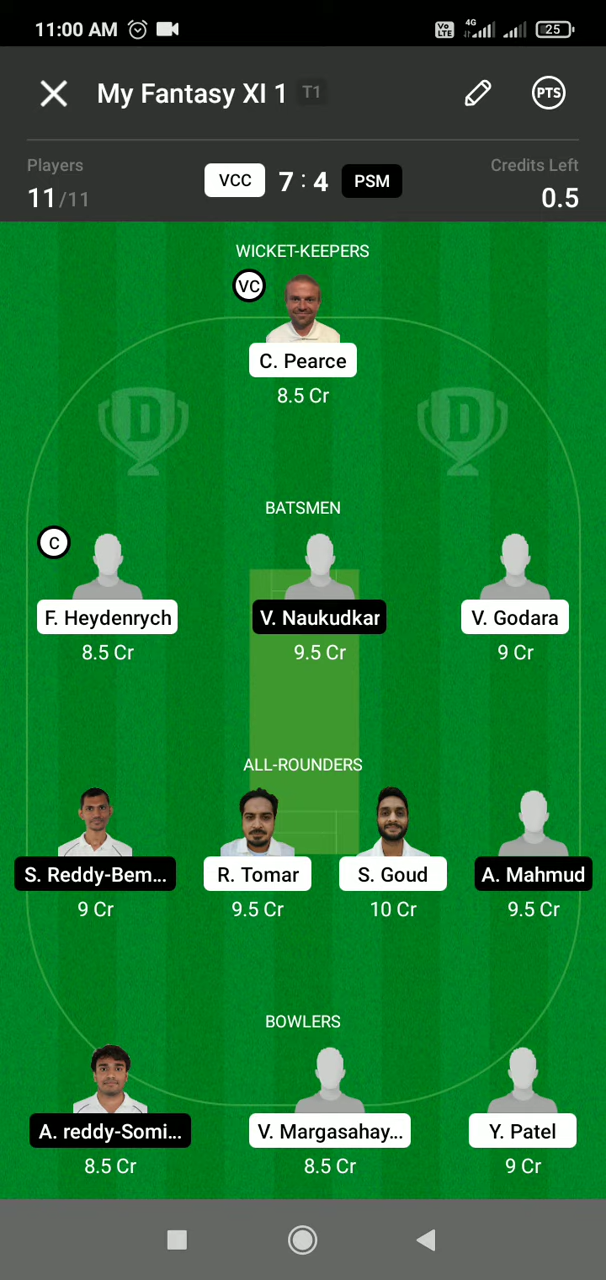 11:00 AM
Vo LTE 4G 25
My Fantasy XI 1 T1
PTS
Players
Credits Left
11/11
VCC 7 : 4 PSM
0.5
WICKET-KEEPERS
VC
C. Pearce
8.5 Cr
D D
BATSMEN
C
F. Heydenrych V. Naukudkar V. Godara
8.5 Cr 9.5 Cr 9 Cr
ALL-ROUNDERS
S. Reddy-Bem... R. Tomar S. Goud A. Mahmud
9 Cr 9.5 Cr 10 Cr 9.5 Cr
BOWLERS
A. reddy-Somi... V. Margasahay... Y. Patel
8.5 Cr 8.5 Cr 9 Cr